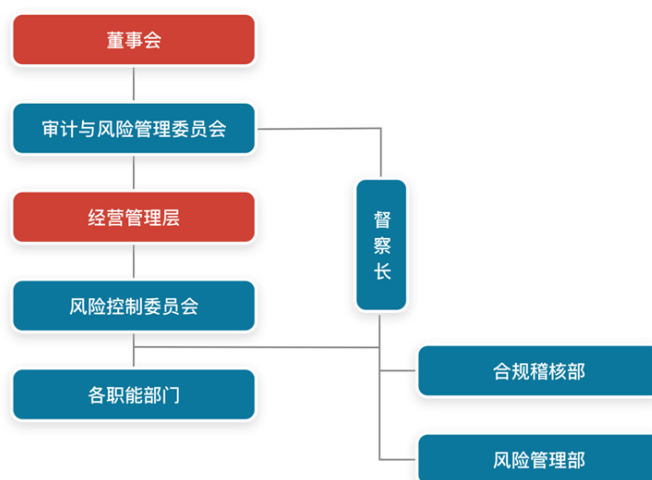 董事会
审计与风险管理委员会
经营管理层
督
察
长
风险控制委员会
合规稽核部
各职能部门
风险管理部